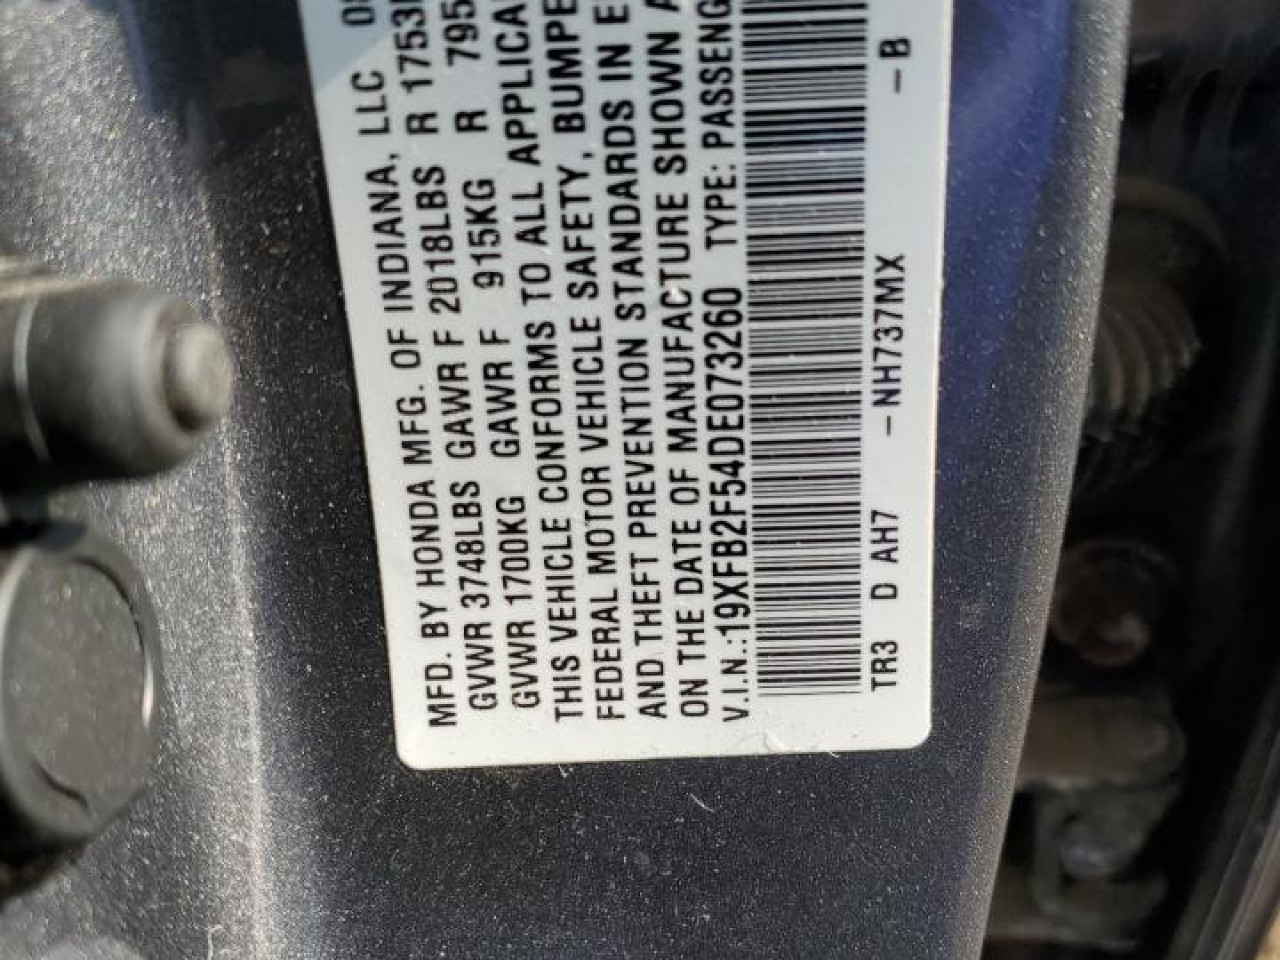 MFD. BY HONDA MFG. OF INDIANA, LLC 08
GVWR 3748LBS GAWR F 2018LBS R 1753
GVWR 1700KG GAWR F 915KG R 795
THIS VEHICLE CONFORMS TO ALL APPLICA
FEDERAL MOTOR VEHICLE SAFETY, BUMPE
AND THEFT PREVENTION STANDARDS IN E
ON THE DATE OF MANUFACTURE SHOWN A
V.I.N.:19XFB2F54DE073260 TYPE: PASSENG
TR3 D AH7 -NH737MX -B